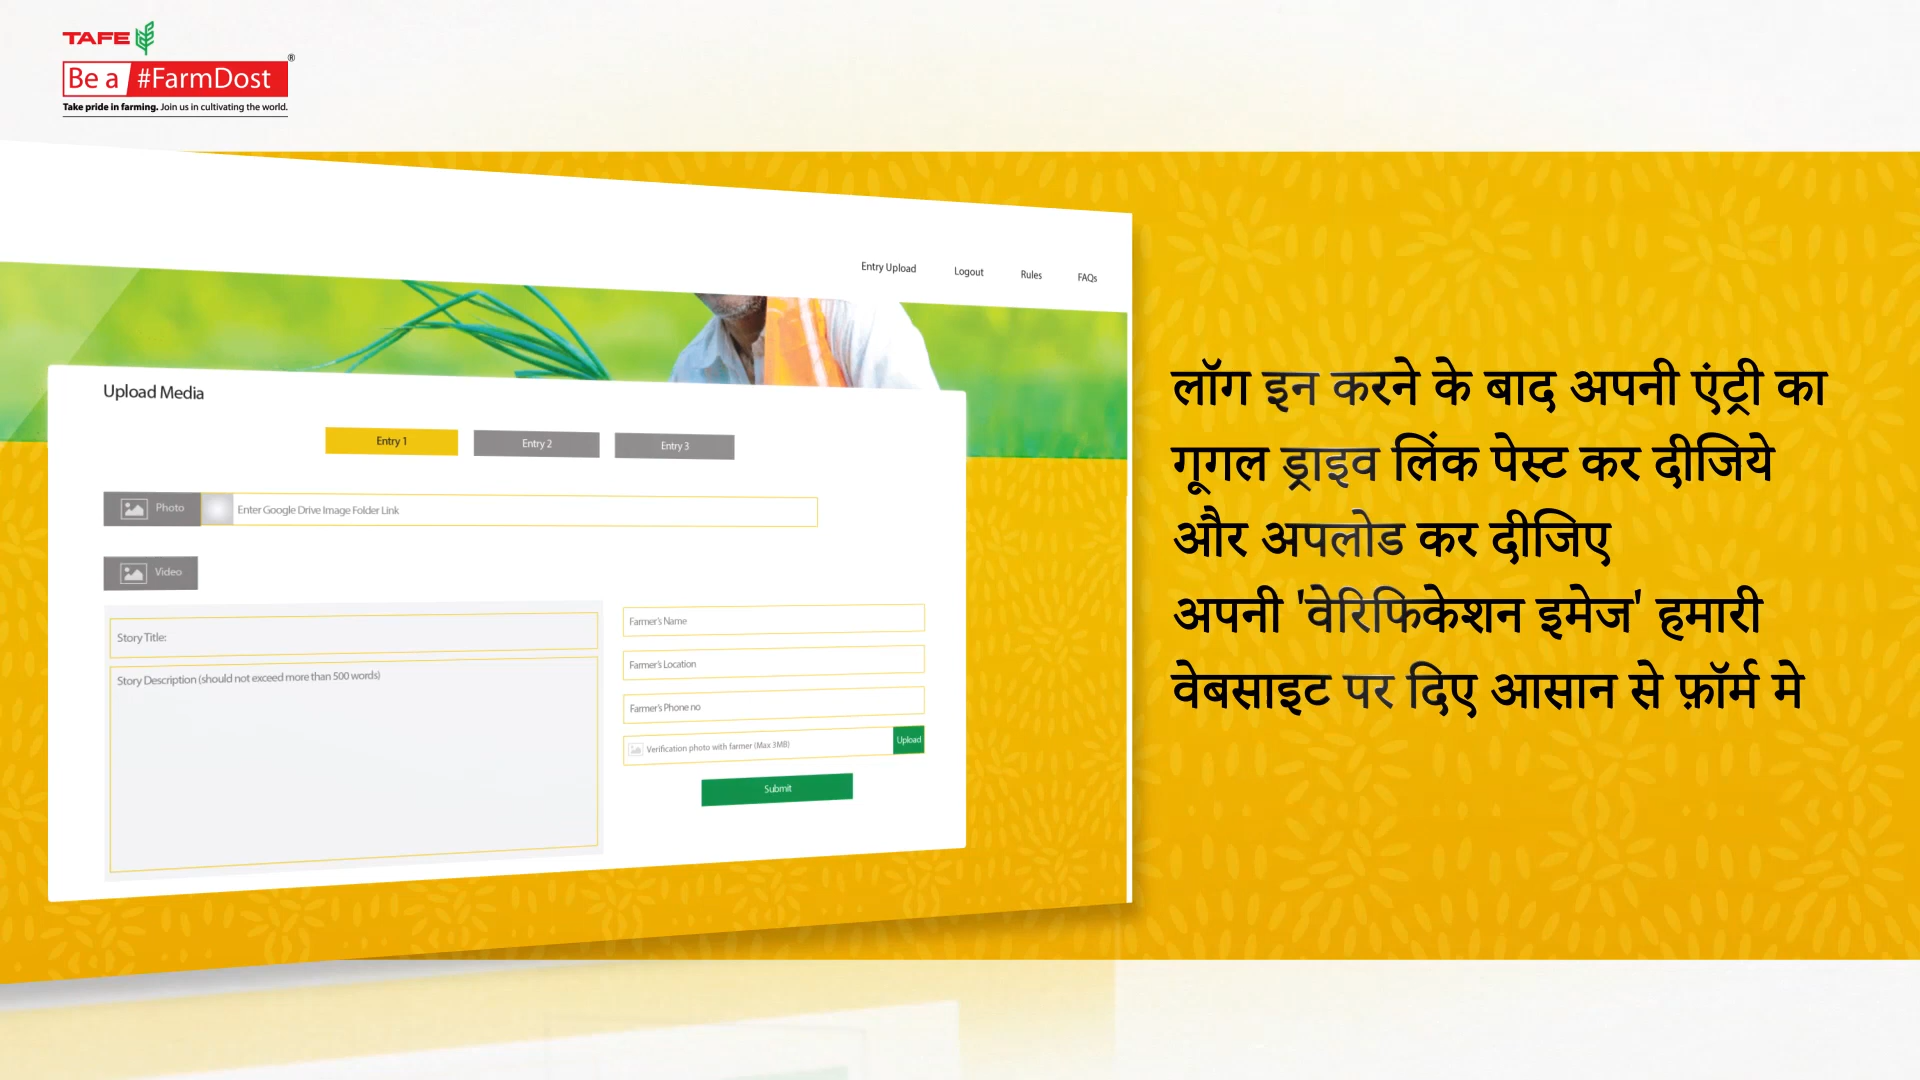 TAFE
Be a #FarmDost ®
Take pride in farming. Join us in cultivating the world.
Entry Upload Logout Rules FAQs
Upload Media
Entry 1 Entry 2 Entry 3
Photo Enter Google Drive Image Folder Link
Video
Story Title:
Story Description (should not exceed more than 500 words)
Farmer's Name
Farmer's Location
Farmer's Phone no
Verification photo with farmer (Max 3MB) Upload
Submit
लॉग इन करने के बाद अपनी एंट्री का
गूगल ड्राइव लिंक पेस्ट कर दीजिये
और अपलोड कर दीजिए
अपनी 'वेरिफिकेशन इमेज' हमारी
वेबसाइट पर दिए आसान से फ़ॉर्म मे